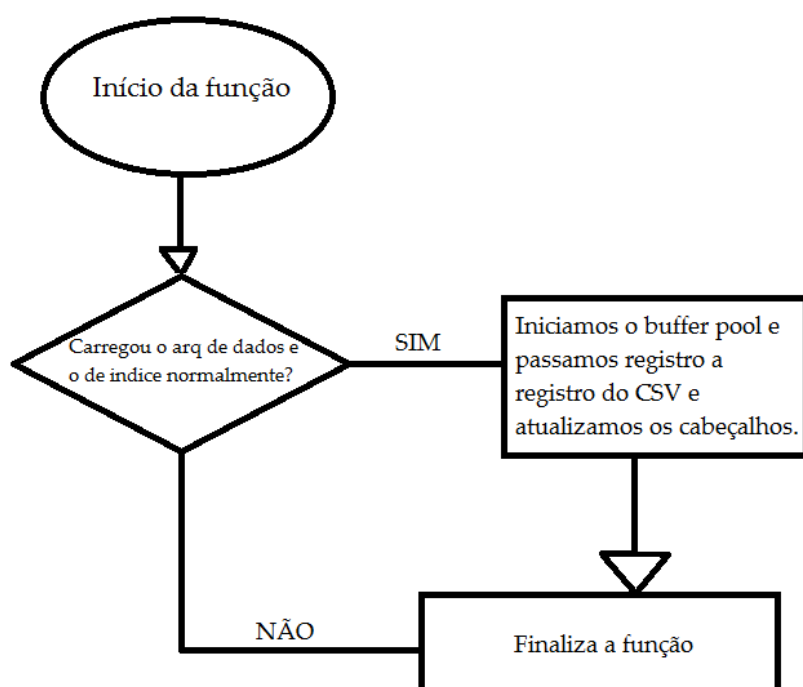 Início da função
Carregou o arq de dados e
o de indice normalmente?
SIM
Iniciamos o buffer pool e
passamos registro a
registro do CSV e
atualizamos os cabeçalhos.
NÃO
Finaliza a função